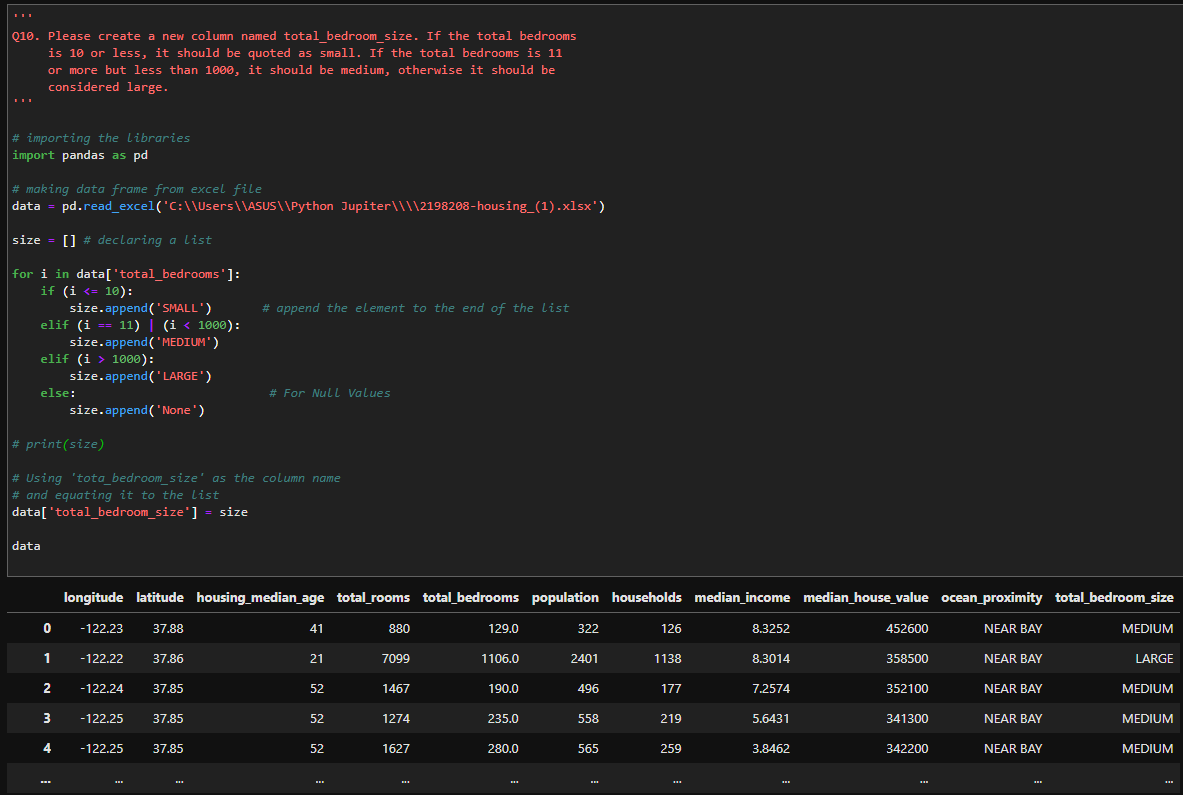 '''
Q10. Please create a new column named total_bedroom_size. If the total bedrooms
     is 10 or less, it should be quoted as small. If the total bedrooms is 11
     or more but less than 1000, it should be medium, otherwise it should be
     considered large.
'''
# importing the libraries
import pandas as pd
# making data frame from excel file
data = pd.read_excel('C:\\Users\\ASUS\\Python Jupiter\\\\2198208-housing_(1).xlsx')
size = [] # declaring a list
for i in data['total_bedrooms']:
    if (i <= 10):
        size.append('SMALL')       # append the element to the end of the list
    elif (i == 11) | (i < 1000):
        size.append('MEDIUM')
    elif (i > 1000):
        size.append('LARGE')
    else:                           # For Null Values
        size.append('None')
# print(size)
# Using 'tota_bedroom_size' as the column name
# and equating it to the list
data['total_bedroom_size'] = size
data
longitude latitude housing_median_age total_rooms total_bedrooms population households median_income median_house_value ocean_proximity total_bedroom_size
0 -122.23 37.88 41 880 129.0 322 126 8.3252 452600 NEAR BAY MEDIUM
1 -122.22 37.86 21 7099 1106.0 2401 1138 8.3014 358500 NEAR BAY LARGE
2 -122.24 37.85 52 1467 190.0 496 177 7.2574 352100 NEAR BAY MEDIUM
3 -122.25 37.85 52 1274 235.0 558 219 5.6431 341300 NEAR BAY MEDIUM
4 -122.25 37.85 52 1627 280.0 565 259 3.8462 342200 NEAR BAY MEDIUM
... ... ... ... ... ... ... ... ... ... ... ...